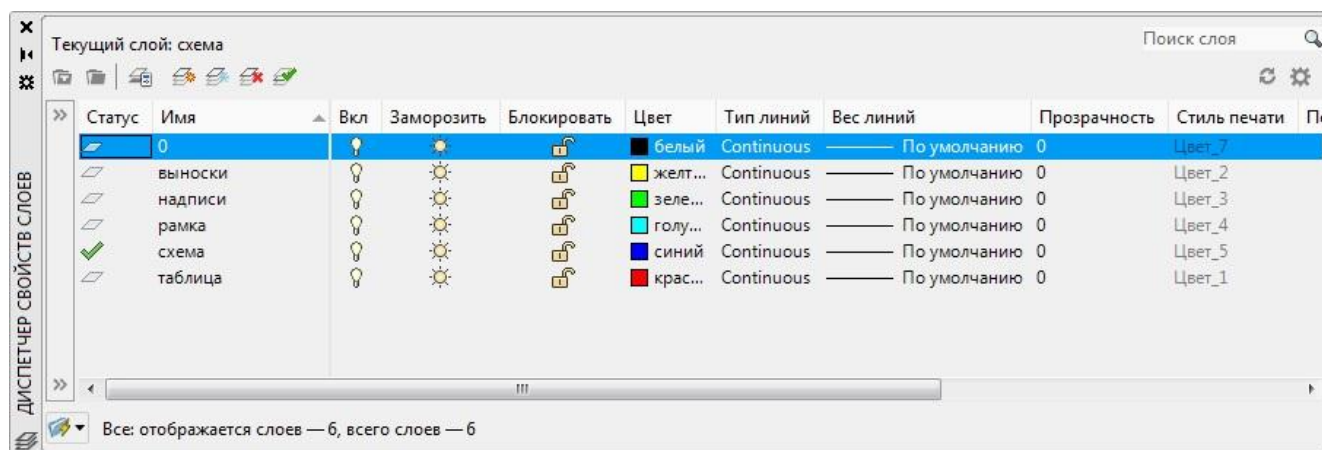 Текущий слой: схема
Поиск слоя
Статус Имя Вкл Заморозить Блокировать Цвет Тип линий Вес линий Прозрачность Стиль печати П
0 белый Continuous По умолчанию 0 Цвет_7
выноски желт... Continuous По умолчанию 0 Цвет_2
надписи зеле... Continuous По умолчанию 0 Цвет_3
рамка голу... Continuous По умолчанию 0 Цвет_4
схема синий Continuous По умолчанию 0 Цвет_5
таблица крас... Continuous По умолчанию 0 Цвет_1
ДИСПЕТЧЕР СВОЙСТВ СЛОЕВ
Все: отображается слоев — 6, всего слоев — 6